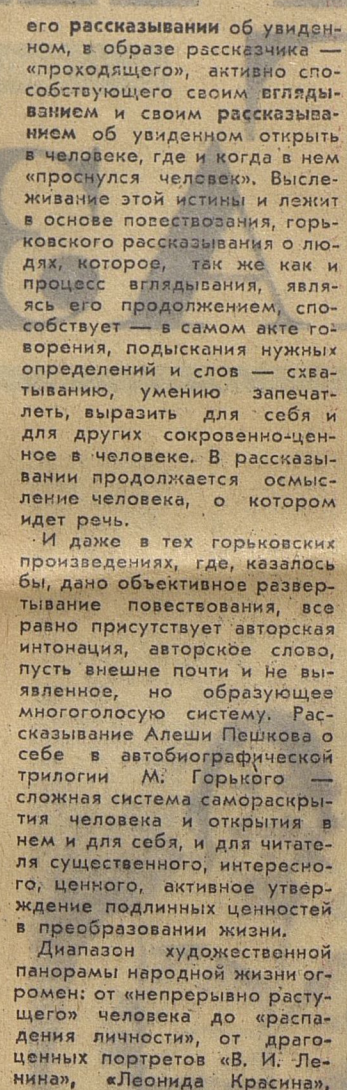 его рассказывании об увиден-
ном, в образе рассказчика —
«проходящего», активно спо-
собствующего своим вгляды-
ванием и своим рассказыва-
нием об увиденном открыть
в человеке, где и когда в нем
«проснулся человек». Высле-
живание этой истины и лежит
в основе повествования, горь-
ковского рассказывания о лю-
дях, которое, так же как и
процесс вглядывания, явля-
ясь его продолжением, спо-
собствует — в самом акте го-
ворения, подыскания нужных
определений и слов — схва-
тыванию, умению запечат-
леть, выразить для себя и
для других сокровенно-цен-
ное в человеке. В рассказы-
вании продолжается осмыс-
ление человека, о котором
идет речь.
И даже в тех горьковских
произведениях, где, казалось
бы, дано объективное развер-
тывание повествования, все
равно присутствует авторская
интонация, авторское слово,
пусть внешне почти и не вы-
явленное, но образующее
многоголосую систему. Рас-
сказывание Алеши Пешкова о
себе в автобиографической
трилогии М. Горького —
сложная система самораскры-
тия человека и открытия в
нем и для себя, и для читате-
ля существенного, интересно-
го, ценного, активное утвер-
ждение подлинных ценностей
в преобразовании жизни.
Диапазон художественной
панорамы народной жизни ог-
ромен: от «непрерывно расту-
щего» человека до «распа-
дения личности», от драго-
ценных портретов «В. И. Ле-
нина», «Леонида Красина»,